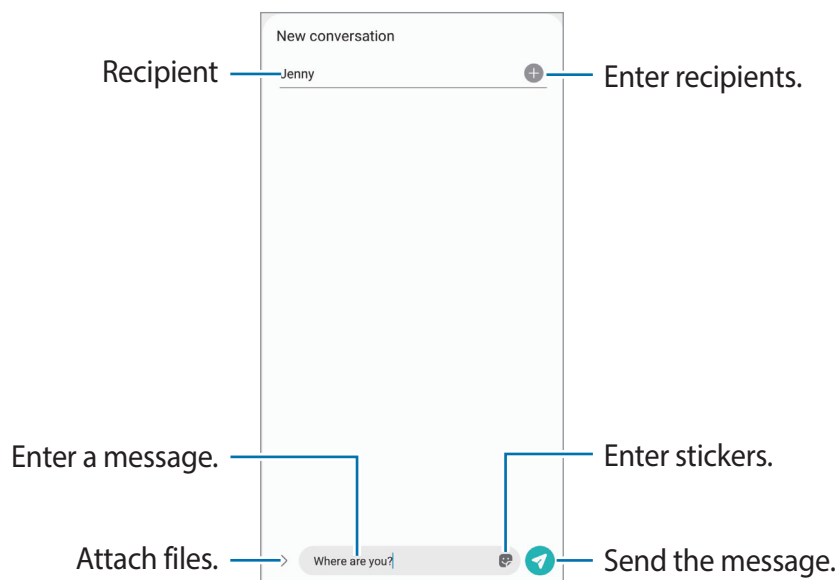 New conversation
Recipient
Jenny
Enter recipients.
Enter a message.
Enter stickers.
Attach files.
Where are you?
Send the message.